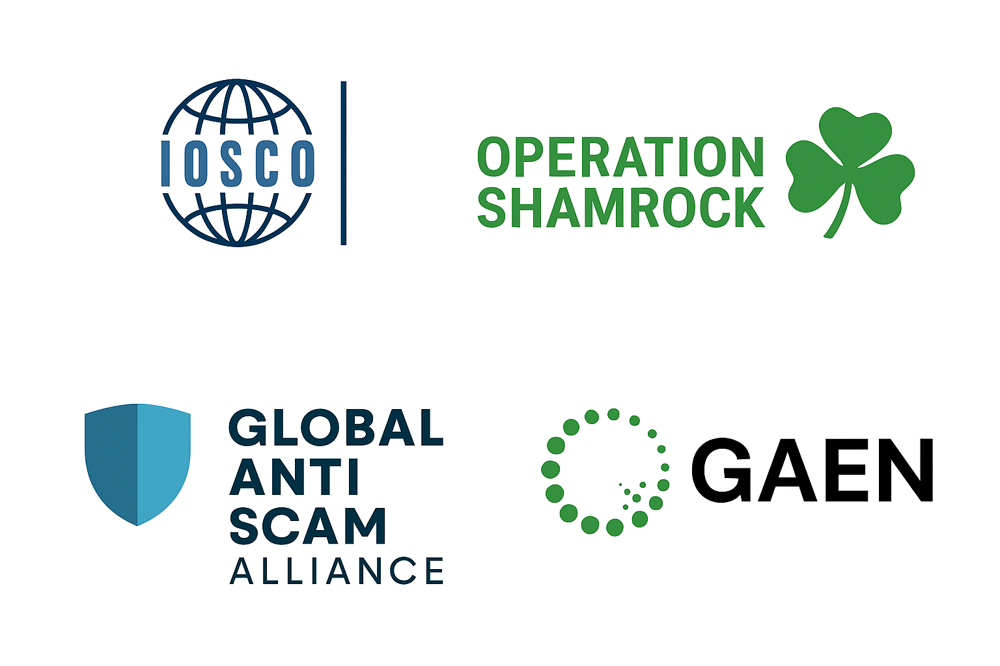 IOSCO
OPERATION
SHAMROCK
GLOBAL
ANTI
SCAM
ALLIANCE
GAEN